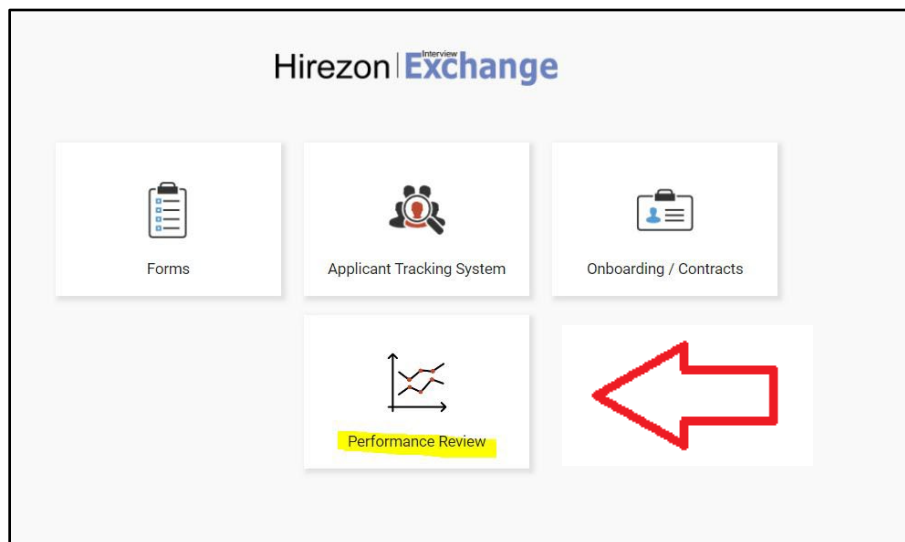 Hirezon Interview Exchange
Forms
Applicant Tracking System
Onboarding / Contracts
Performance Review